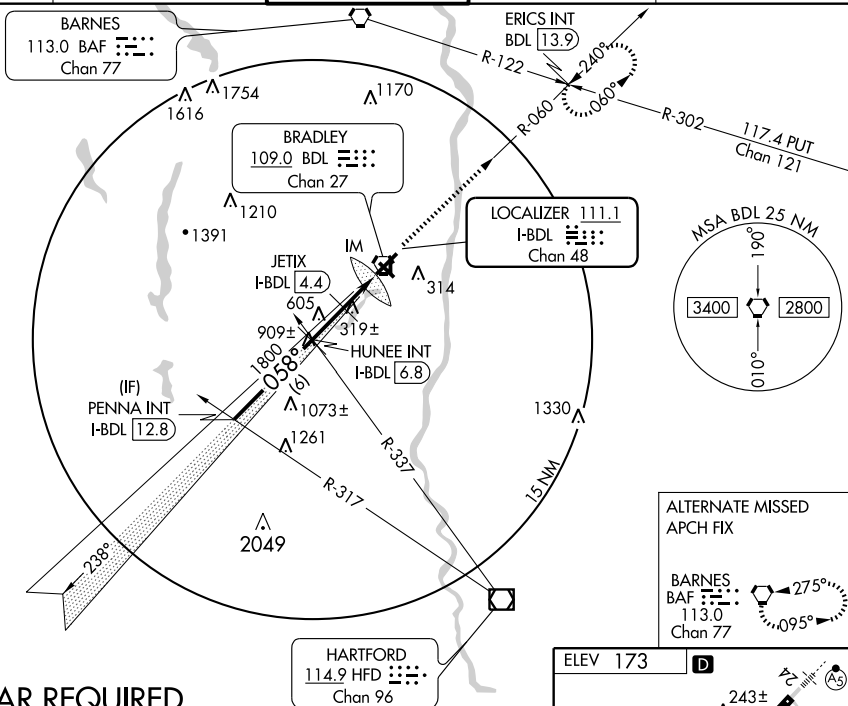 BARNES
113.0 BAF
Chan 77
ERICS INT
BDL 13.9
R-122
240°
060°
R-060
R-302
117.4 PUT
Chan 121
1754
1616
1170
BRADLEY
109.0 BDL
Chan 27
1210
1391
LOCALIZER 111.1
I-BDL
Chan 48
MSA BDL 25 NM
190°
3400
2800
010°
IM
JETIX
I-BDL 4.4
314
605
319±
909±
HUNEE INT
I-BDL 6.8
1800
058°
(6)
(IF)
PENNA INT
I-BDL 12.8
1073±
1261
1330
R-337
R-317
15 NM
2049
238°
ALTERNATE MISSED
APCH FIX
BARNES
BAF
113.0
Chan 77
275°
095°
HARTFORD
114.9 HFD
Chan 96
ELEV 173
D
24
A5
243±
AR REQUIRED